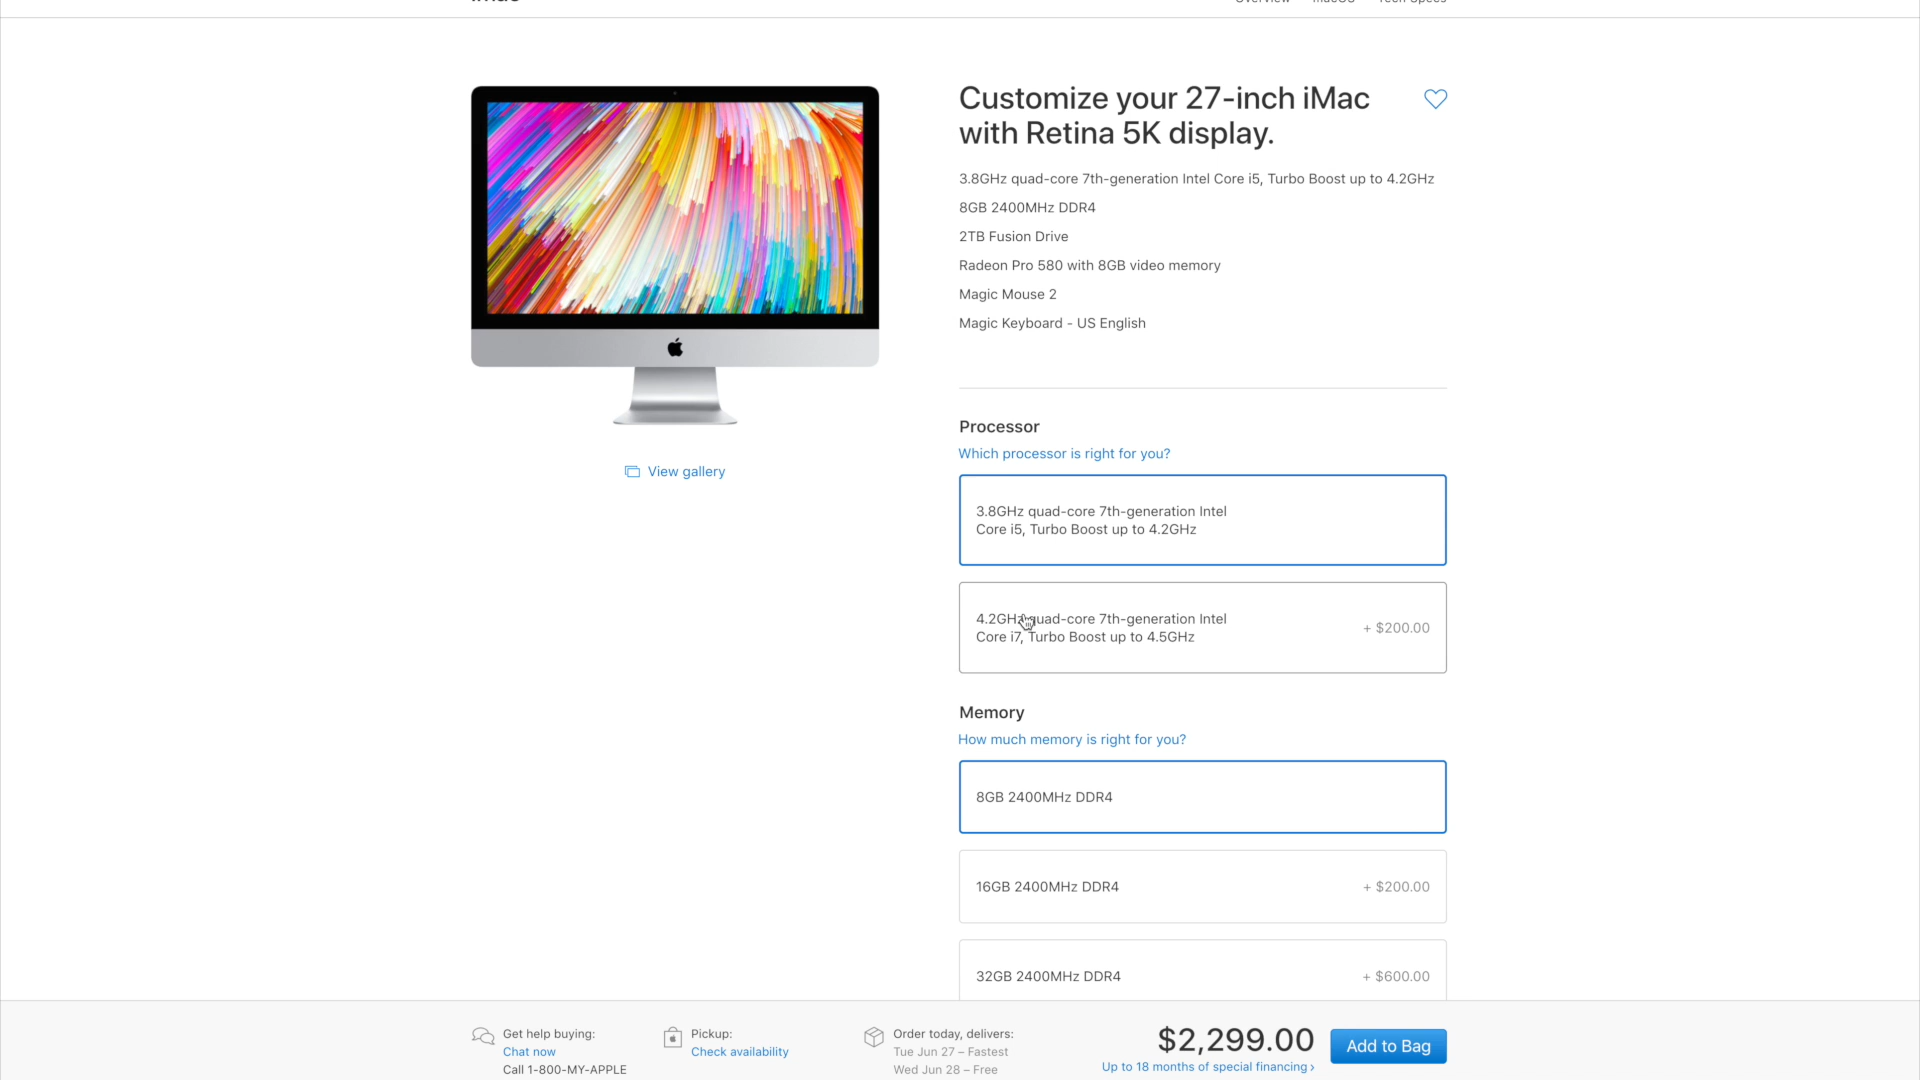 Customize your 27-inch iMac
with Retina 5K display.
3.8GHz quad-core 7th-generation Intel Core i5, Turbo Boost up to 4.2GHz
8GB 2400MHz DDR4
2TB Fusion Drive
Radeon Pro 580 with 8GB video memory
Magic Mouse 2
Magic Keyboard - US English
View gallery
Processor
Which processor is right for you?
3.8GHz quad-core 7th-generation Intel
Core i5, Turbo Boost up to 4.2GHz
4.2GHz quad-core 7th-generation Intel
Core i7, Turbo Boost up to 4.5GHz
+ $200.00
Memory
How much memory is right for you?
8GB 2400MHz DDR4
16GB 2400MHz DDR4 + $200.00
32GB 2400MHz DDR4 + $600.00
Get help buying:
Chat now
Call 1-800-MY-APPLE
Pickup:
Check availability
Order today, delivers:
Tue Jun 27 – Fastest
Wed Jun 28 – Free
$2,299.00
Up to 18 months of special financing ›
Add to Bag